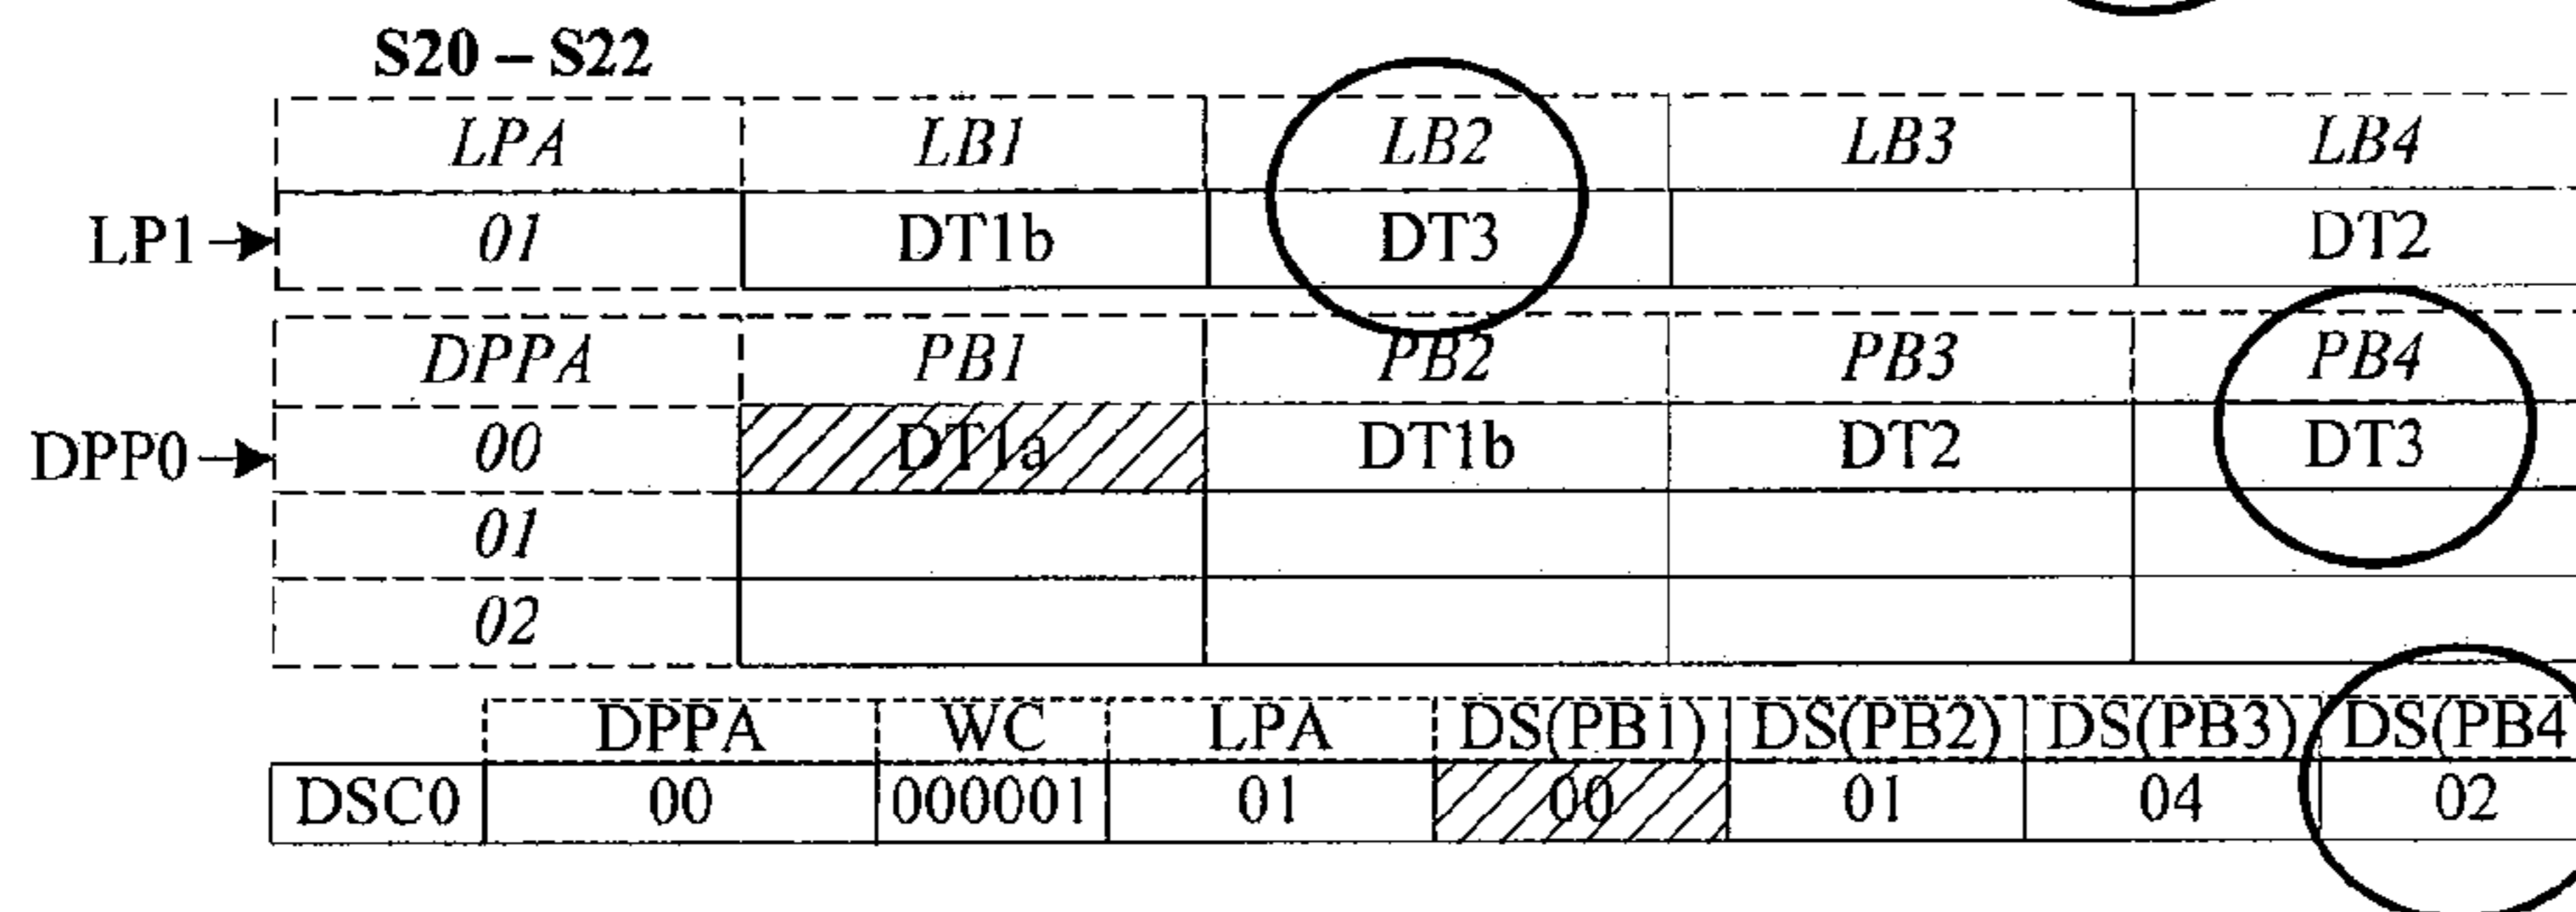 S20 – S22
LPA LB1 LB2 LB3 LB4
LP1 01 DT1b DT3 DT2
DPPA PB1 PB2 PB3 PB4
DPP0 00 DT1a DT1b DT2 DT3
01
02
DPPA WC LPA DS(PB1) DS(PB2) DS(PB3) DS(PB4
DSC0 00 000001 01 00 01 04 02